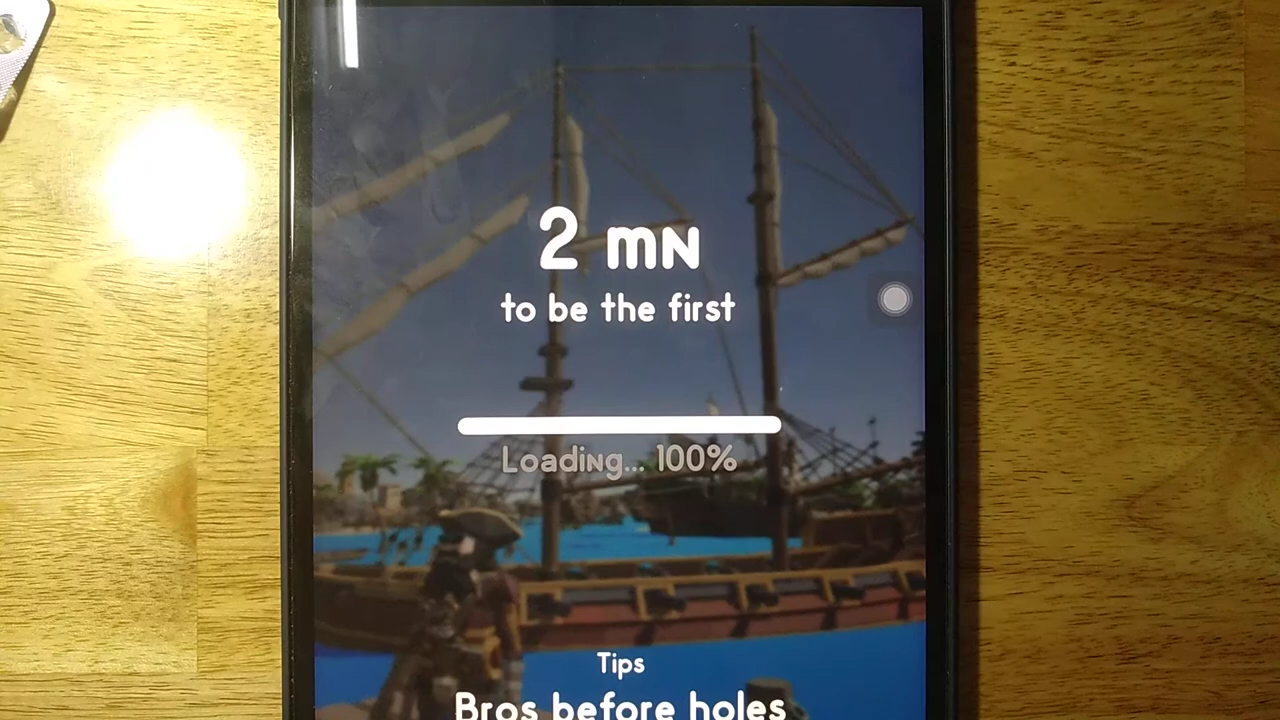 2 mn
to be the first
Loading... 100%
Tips
Bros before holes